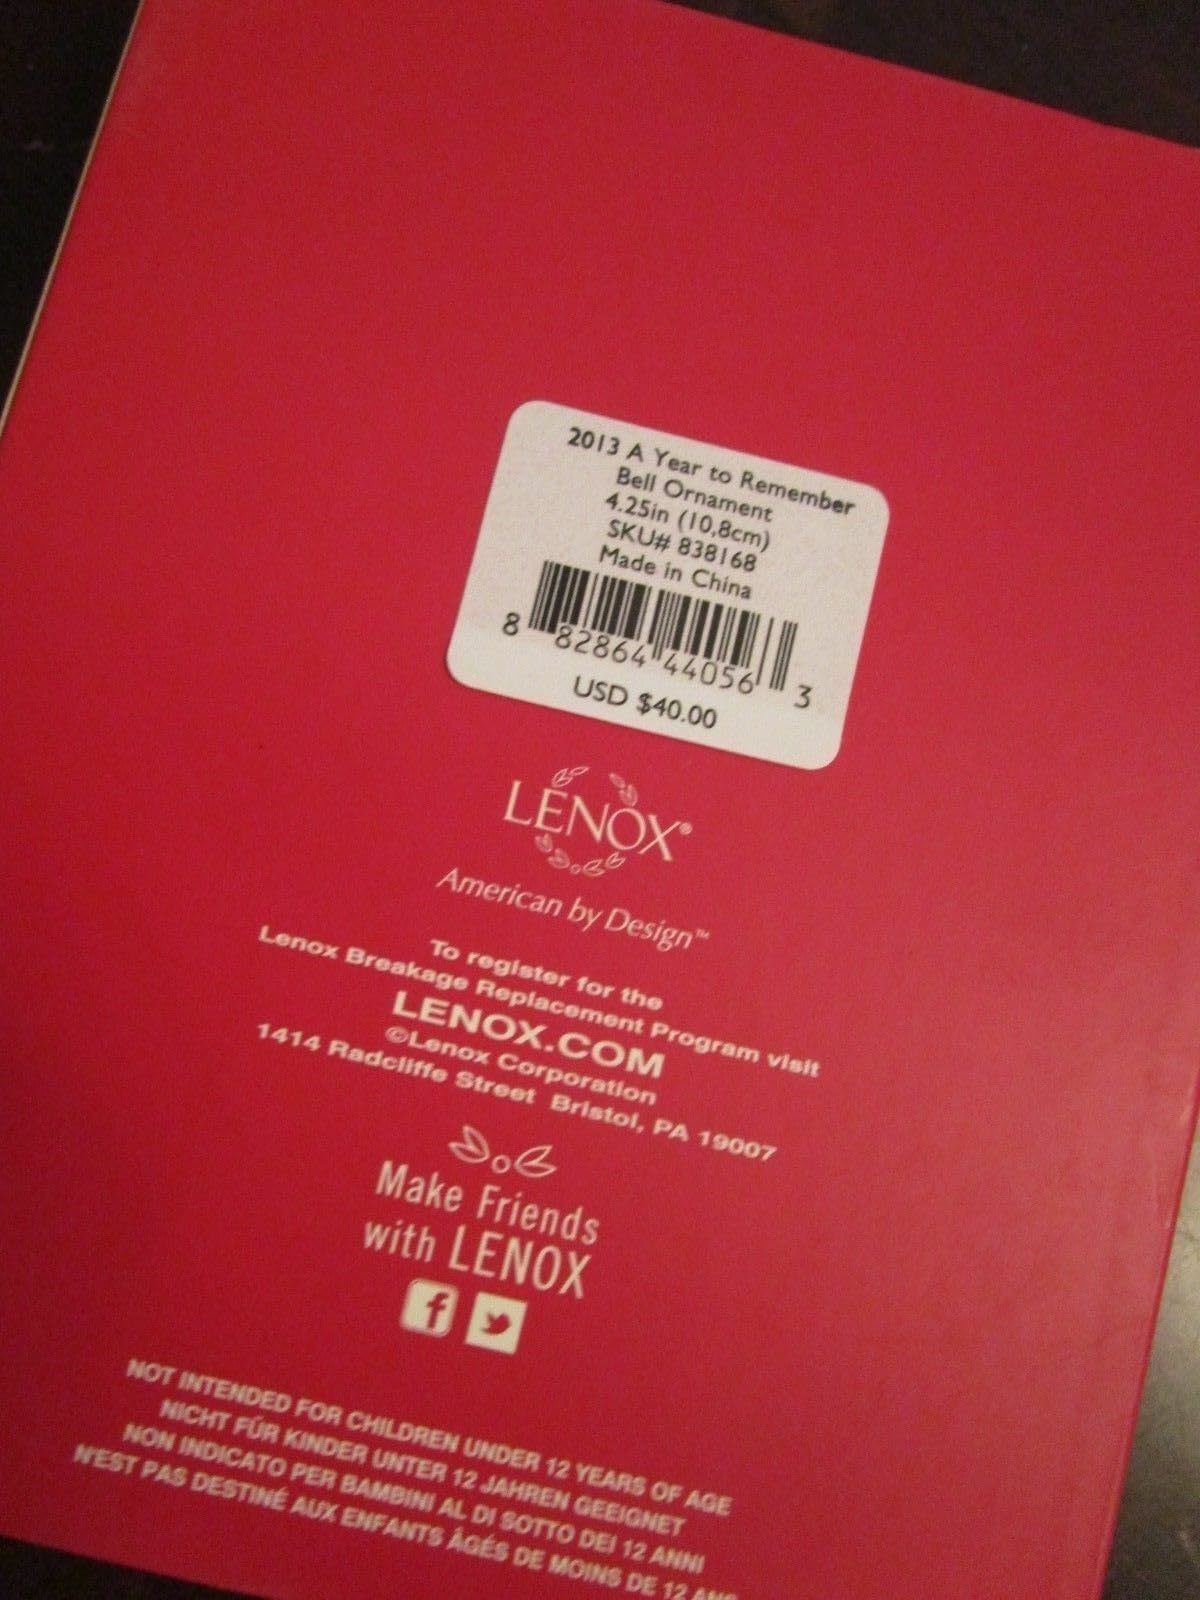 2013 A Year to Remember
Bell Ornament
4.25in (10,8cm)
SKU# 838168
Made in China
8 82864 44056 3
USD $40.00
LENOX®
American by Design™
To register for the
Lenox Breakage Replacement Program visit
LENOX.COM
©Lenox Corporation
1414 Radcliffe Street Bristol, PA 19007
Make Friends
with LENOX
f
NOT INTENDED FOR CHILDREN UNDER 12 YEARS OF AGE
NICHT FÜR KINDER UNTER 12 JAHREN GEEIGNET
NON INDICATO PER BAMBINI AL DI SOTTO DEI 12 ANNI
N'EST PAS DESTINÉ AUX ENFANTS ÂGÉS DE MOINS DE 12 ANS